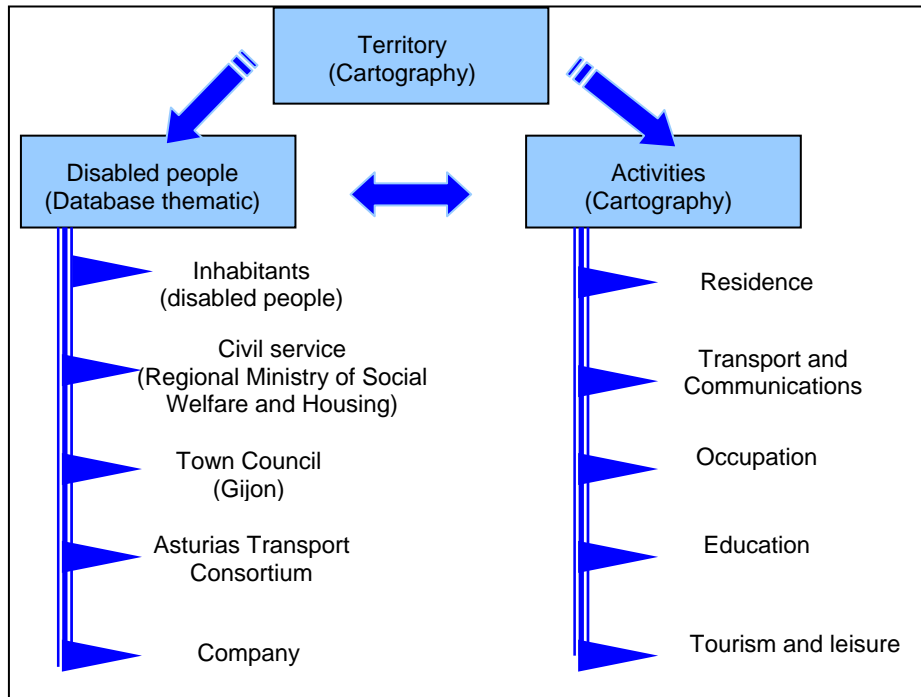 Territory
(Cartography)
Disabled people
(Database thematic)
Activities
(Cartography)
Inhabitants
(disabled people)
Civil service
(Regional Ministry of Social
Welfare and Housing)
Town Council
(Gijon)
Asturias Transport
Consortium
Company
Residence
Transport and
Communications
Occupation
Education
Tourism and leisure